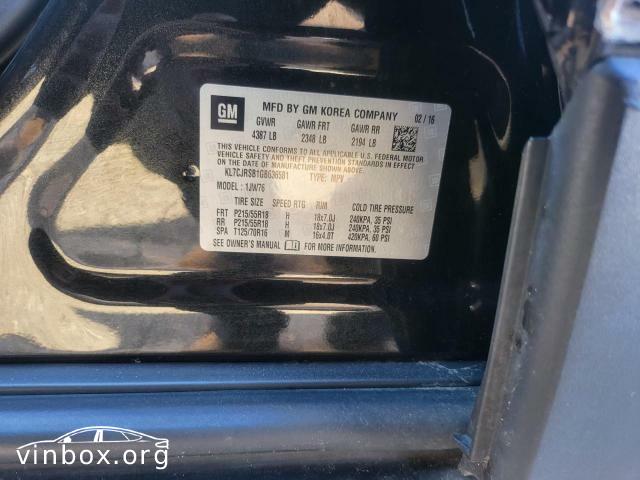 GM
MFD BY GM KOREA COMPANY 02 / 16
GVWR GAWR FRT GAWR RR
4387 LB 2348 LB 2194 LB
THIS VEHICLE CONFORMS TO ALL APPLICABLE U.S. FEDERAL MOTOR
VEHICLE SAFETY AND THEFT PREVENTION STANDARDS IN EFFECT ON
THE DATE OF MANUFACTURE SHOWN ABOVE.
KL7CJRSB1GB636581 TYPE: MPV
MODEL: 1JW76
TIRE SIZE SPEED RTG RIM COLD TIRE PRESSURE
FRT P215/55R18 H 18x7.0J 240KPA, 35 PSI
RR P215/55R18 H 18x7.0J 240KPA, 35 PSI
SPA T125/70R16 M 16x4.0T 420KPA, 60 PSI
SEE OWNER'S MANUAL FOR MORE INFORMATION.
vinbox.org